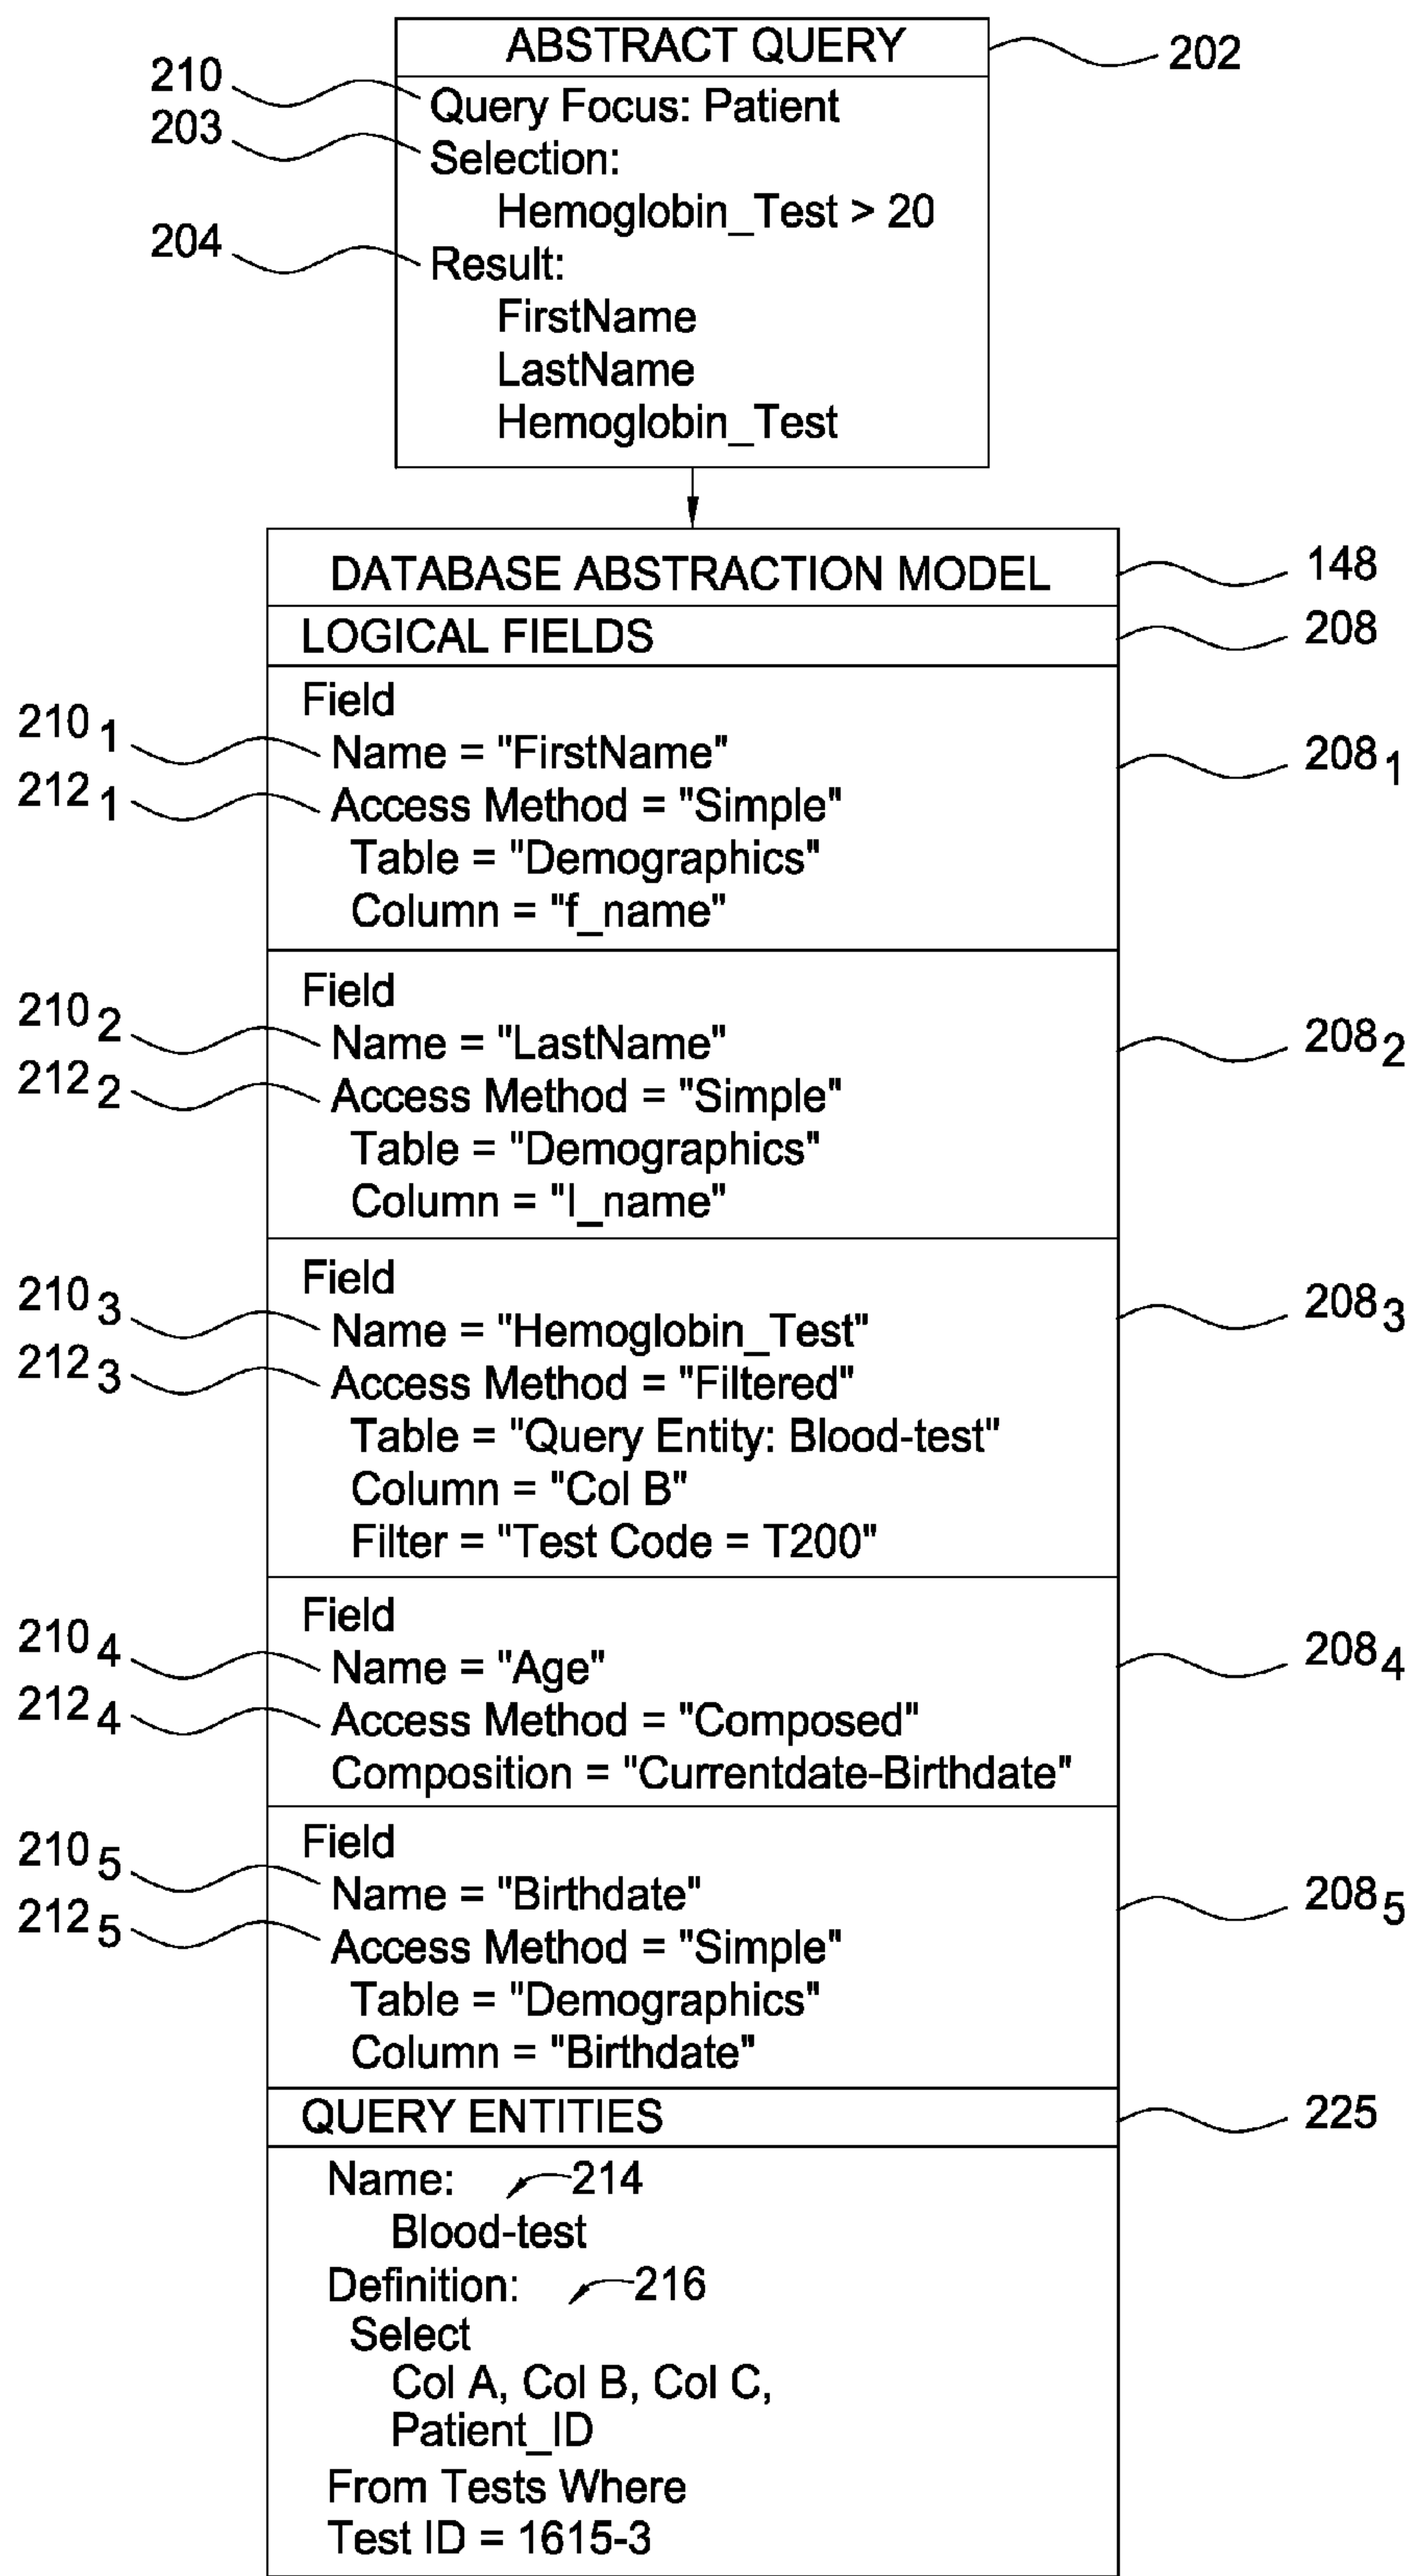 ABSTRACT QUERY
202
210
Query Focus: Patient
203
Selection:
Hemoglobin_Test > 20
204
Result:
FirstName
LastName
Hemoglobin_Test
DATABASE ABSTRACTION MODEL
148
LOGICAL FIELDS
208
Field
210 1
Name = "FirstName"
208 1
212 1
Access Method = "Simple"
Table = "Demographics"
Column = "f_name"
Field
210 2
Name = "LastName"
208 2
212 2
Access Method = "Simple"
Table = "Demographics"
Column = "l_name"
Field
210 3
Name = "Hemoglobin_Test"
208 3
212 3
Access Method = "Filtered"
Table = "Query Entity: Blood-test"
Column = "Col B"
Filter = "Test Code = T200"
Field
210 4
Name = "Age"
208 4
212 4
Access Method = "Composed"
Composition = "Currentdate-Birthdate"
Field
210 5
Name = "Birthdate"
208 5
212 5
Access Method = "Simple"
Table = "Demographics"
Column = "Birthdate"
QUERY ENTITIES
225
Name:
214
Blood-test
Definition:
216
Select
Col A, Col B, Col C,
Patient_ID
From Tests Where
Test ID = 1615-3